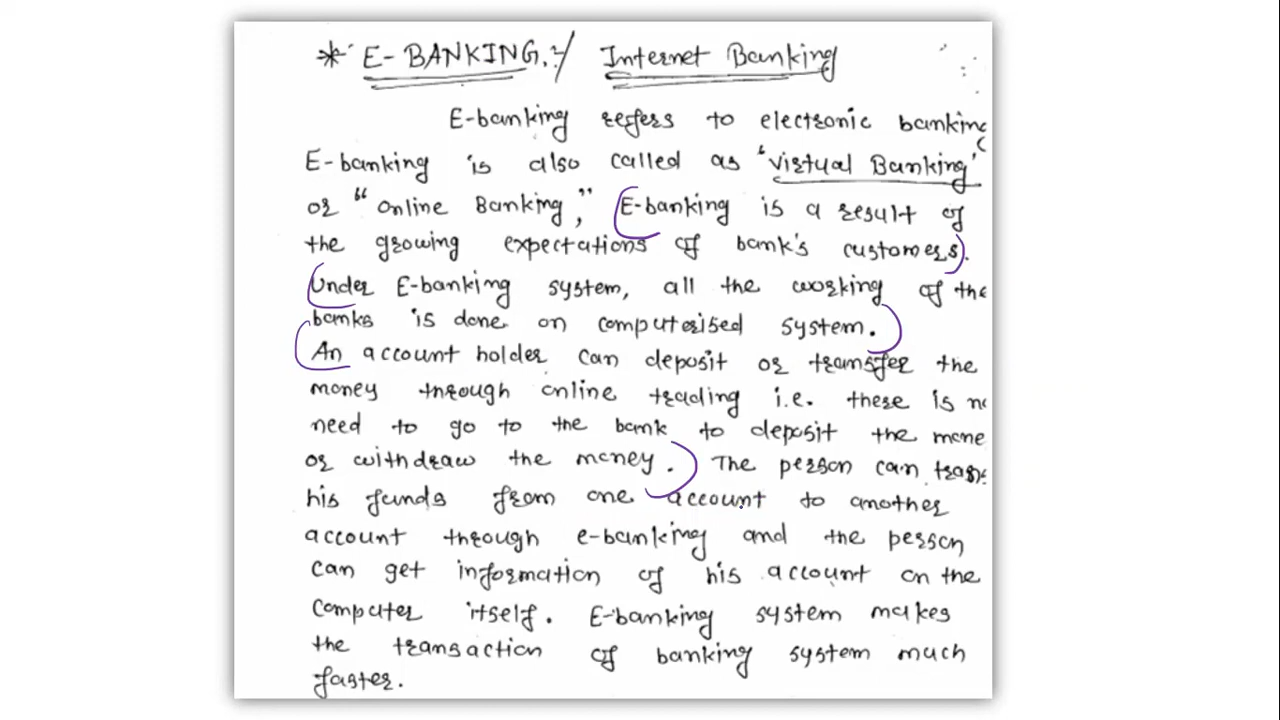 * E-BANKING :-/ Internet Banking
E-banking refers to electronic banking
E-banking is also called as "Virtual Banking"
or "Online Banking," E-banking is a result of
the growing expectations of bank's customers.
Under E-banking system, all the working of the
banks is done on computerised system.
An account holder can deposit or transfer the
money through online trading i.e. there is no
need to go to the bank to deposit the mone
or withdraw the money. The person can trans
his funds from one account to another
account through e-banking and the person
can get information of his account on the
computer itself. E-banking system makes
the transaction of banking system much
faster.